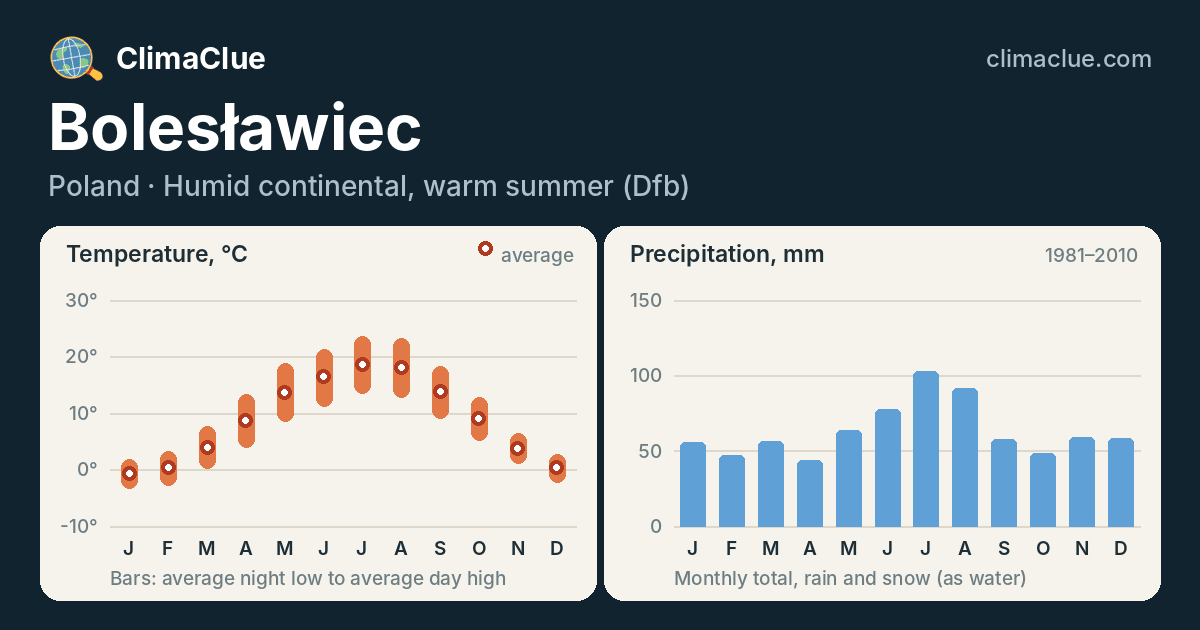 ClimaClue
climaclue.com
Bolesławiec
Poland · Humid continental, warm summer (Dfb)
Temperature, °C
average
30°
20°
10°
0°
-10°
J F M A M J J A S O N D
Bars: average night low to average day high
Precipitation, mm
1981–2010
150
100
50
0
J F M A M J J A S O N D
Monthly total, rain and snow (as water)